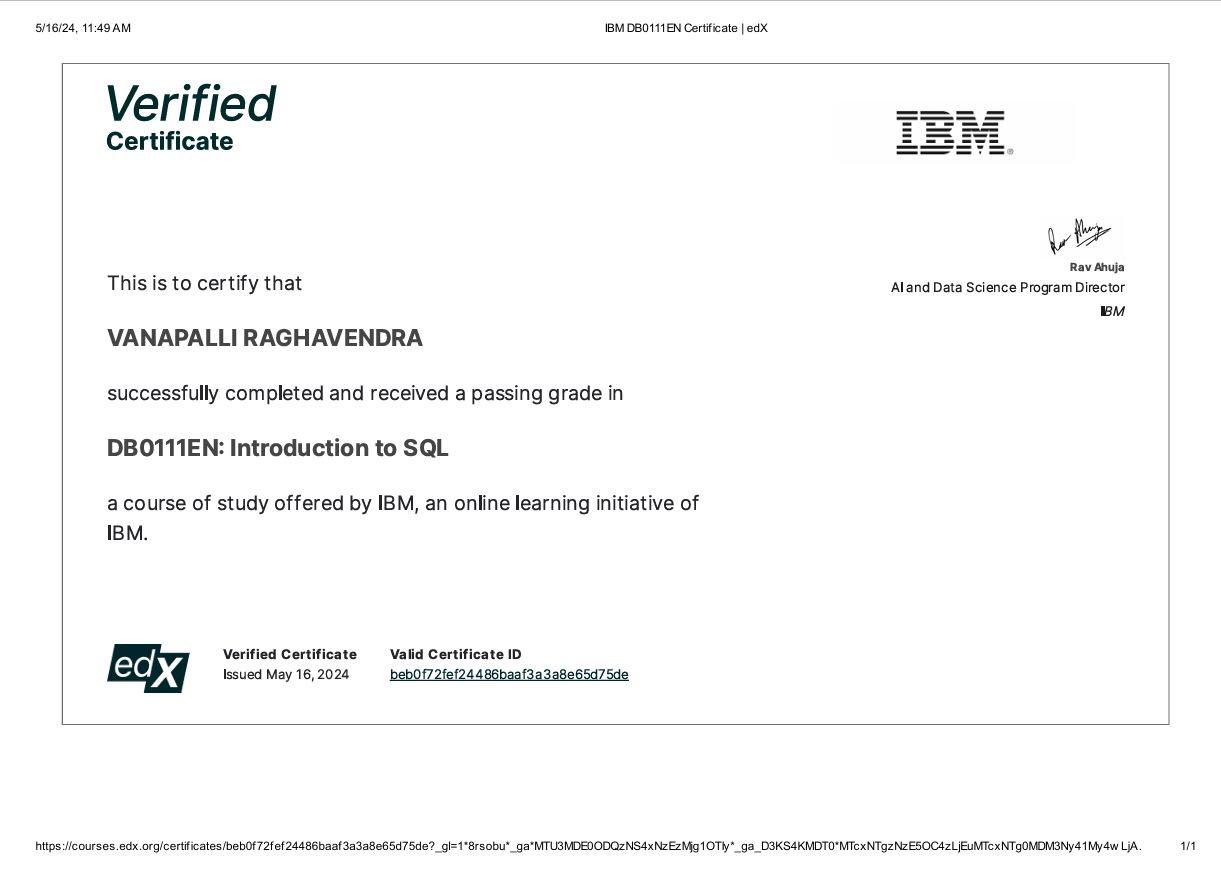 5/16/24, 11:49 AM
IBM DB0111EN Certificate | edX
Verified
Certificate
IBM
Rav Ahuja
AI and Data Science Program Director
IBM
This is to certify that
VANAPALLI RAGHAVENDRA
successfully completed and received a passing grade in
DB0111EN: Introduction to SQL
a course of study offered by IBM, an online learning initiative of
IBM.
edX
Verified Certificate
Issued May 16, 2024
Valid Certificate ID
beb0f72fef24486baaf3a3a8e65d75de
https://courses.edx.org/certificates/beb0f72fef24486baaf3a3a8e65d75de?_gl=1*8rsobu*_ga*MTU3MDE0ODQzNS4xNzEzMjg1OTIy*_ga_D3KS4KMDT0*MTcxNTgzNzE5OC4zLjEuMTcxNTg0MDM3Ny41My4wLjA.
1/1